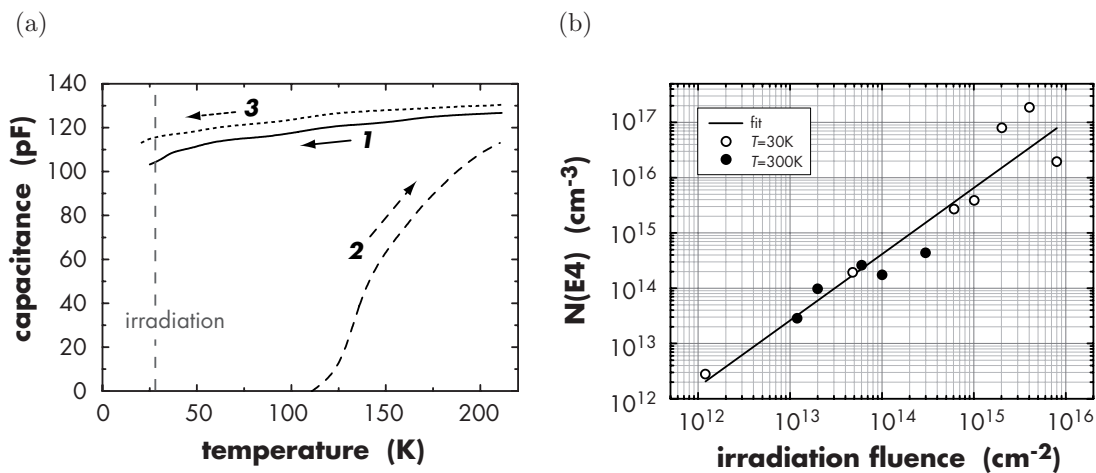 (a)
140
120
100
80
60
40
20
0
capacitance (pF)
3
1
2
irradiation
0 50 100 150 200
temperature (K)
(b)
10¹⁷
10¹⁶
10¹⁵
10¹⁴
10¹³
10¹²
N(E4) (cm⁻³)
fit
T=30K
T=300K
10¹² 10¹³ 10¹⁴ 10¹⁵ 10¹⁶
irradiation fluence (cm⁻²)